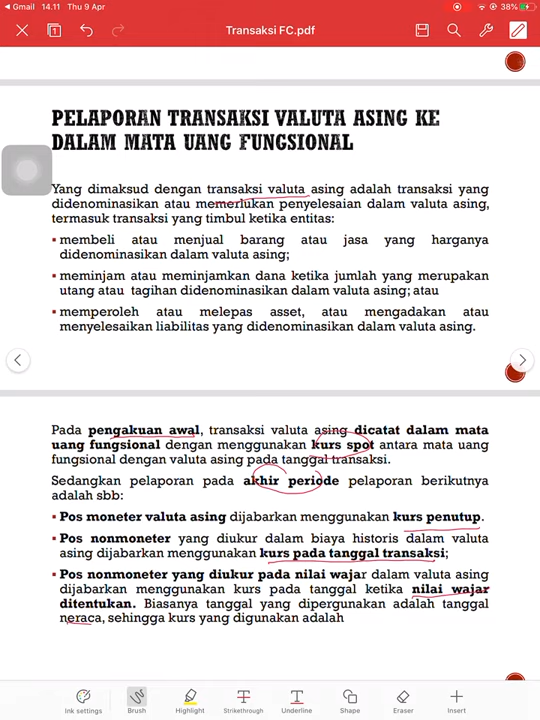 Gmail 14.11 Thu 9 Apr 38%
1 Transaksi FC.pdf
PELAPORAN TRANSAKSI VALUTA ASING KE
DALAM MATA UANG FUNGSIONAL
Yang dimaksud dengan transaksi valuta asing adalah transaksi yang
didenominasikan atau memerlukan penyelesaian dalam valuta asing,
termasuk transaksi yang timbul ketika entitas:
▪ membeli atau menjual barang atau jasa yang harganya
didenominasikan dalam valuta asing;
▪ meminjam atau meminjamkan dana ketika jumlah yang merupakan
utang atau tagihan didenominasikan dalam valuta asing; atau
▪ memperoleh atau melepas asset, atau mengadakan atau
menyelesaikan liabilitas yang didenominasikan dalam valuta asing.
Pada pengakuan awal, transaksi valuta asing dicatat dalam mata
uang fungsional dengan menggunakan kurs spot antara mata uang
fungsional dengan valuta asing pada tanggal transaksi.
Sedangkan pelaporan pada akhir periode pelaporan berikutnya
adalah sbb:
▪ Pos moneter valuta asing dijabarkan menggunakan kurs penutup.
▪ Pos nonmoneter yang diukur dalam biaya historis dalam valuta
asing dijabarkan menggunakan kurs pada tanggal transaksi;
▪ Pos nonmoneter yang diukur pada nilai wajar dalam valuta asing
dijabarkan menggunakan kurs pada tanggal ketika nilai wajar
ditentukan. Biasanya tanggal yang dipergunakan adalah tanggal
neraca, sehingga kurs yang digunakan adalah
Ink settings Brush Highlight Strikethrough Underline Shape Eraser Insert